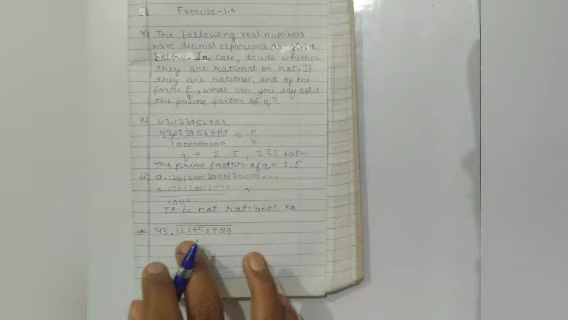 Exercise-1.4
The following real numbers
have decimal expansions as given
below. In case, decide whether
they are rational or not. If
they are rational, and of the
form P/q, what can you say about
the prime factor of q?
43.123456789
43123456789 =
1000000000
q → 2 5, 2 & 5 both
The prime factor of q = 2.5
0.120120012000120000...
1000
It is not rational no
43.123456789